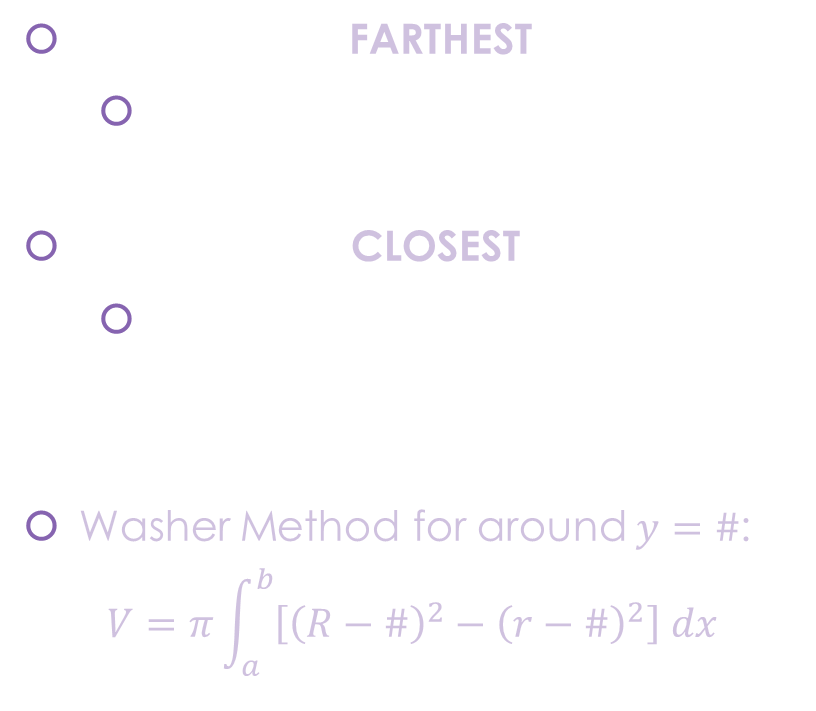 FARTHEST
CLOSEST
Washer Method for around y = #:
V = π ∫_a^b [(R − #)² − (r − #)²] dx